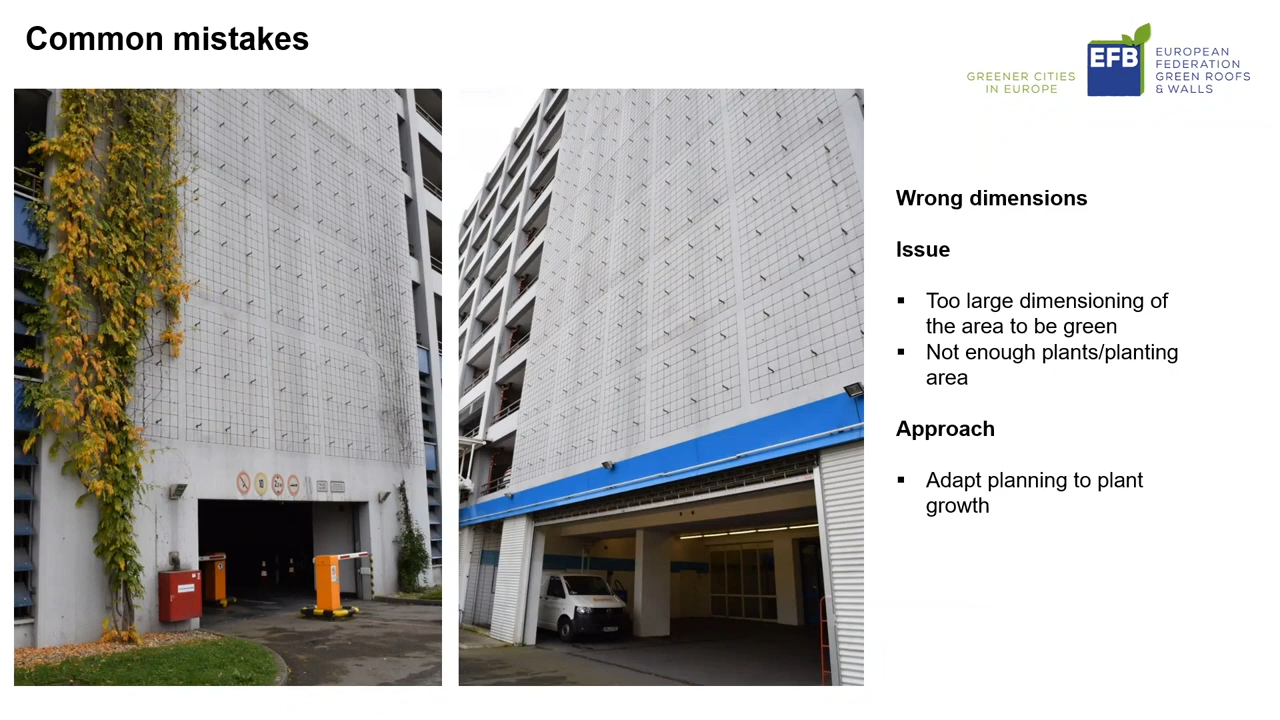 Common mistakes
GREENER CITIES
IN EUROPE
EFB
EUROPEAN
FEDERATION
GREEN ROOFS
& WALLS
Wrong dimensions
Issue
▪ Too large dimensioning of
the area to be green
▪ Not enough plants/planting
area
Approach
▪ Adapt planning to plant
growth